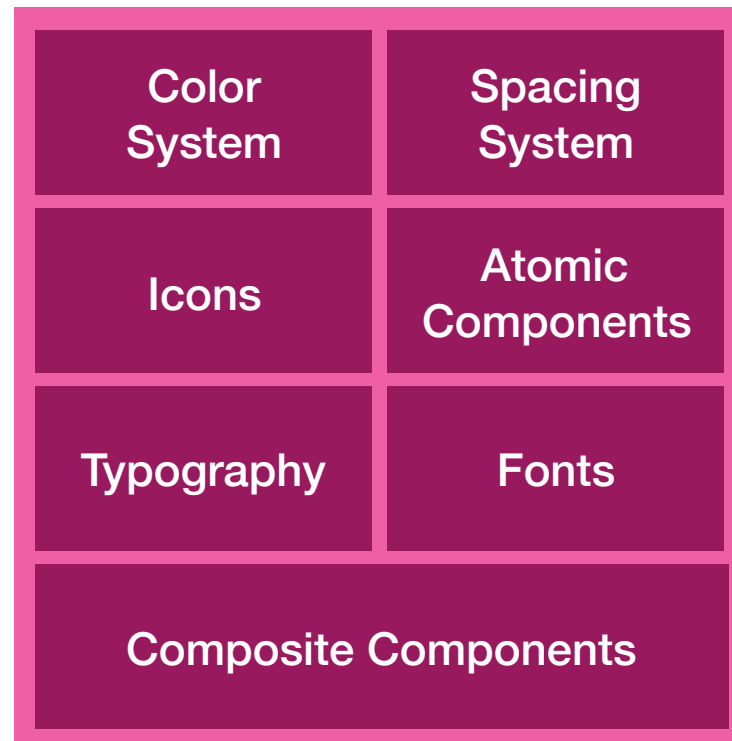 Color
System
Spacing
System
Icons
Atomic
Components
Typography
Fonts
Composite Components